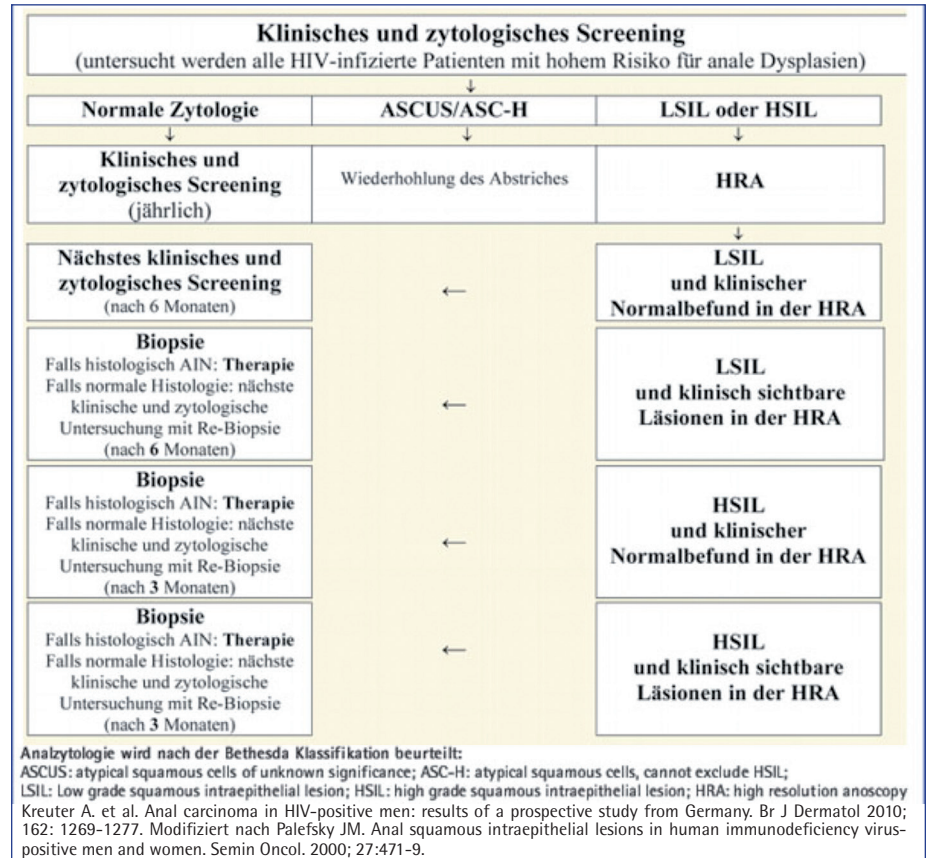 Klinisches und zytologisches Screening
(untersucht werden alle HIV-infizierte Patienten mit hohem Risiko für anale Dysplasien)
↓
Normale Zytologie
ASCUS/ASC-H
LSIL oder HSIL
↓
↓
↓
Klinisches und
zytologisches Screening
(jährlich)
Wiederhohlung des Abstriches
HRA
↓
Nächstes klinisches und
zytologisches Screening
(nach 6 Monaten)
←
LSIL
und klinischer
Normalbefund in der HRA
Biopsie
Falls histologisch AIN: Therapie
Falls normale Histologie: nächste
klinische und zytologische
Untersuchung mit Re-Biopsie
(nach 6 Monaten)
←
LSIL
und klinisch sichtbare
Läsionen in der HRA
Biopsie
Falls histologisch AIN: Therapie
Falls normale Histologie: nächste
klinische und zytologische
Untersuchung mit Re-Biopsie
(nach 3 Monaten)
←
HSIL
und klinischer
Normalbefund in der HRA
Biopsie
Falls histologisch AIN: Therapie
Falls normale Histologie: nächste
klinische und zytologische
Untersuchung mit Re-Biopsie
(nach 3 Monaten)
←
HSIL
und klinisch sichtbare
Läsionen in der HRA
Analzytologie wird nach der Bethesda Klassifikation beurteilt:
ASCUS: atypical squamous cells of unknown significance; ASC-H: atypical squamous cells, cannot exclude HSIL;
LSIL: Low grade squamous intraepithelial lesion; HSIL: high grade squamous intraepithelial lesion; HRA: high resolution anoscopy
Kreuter A. et al. Anal carcinoma in HIV-positive men: results of a prospective study from Germany. Br J Dermatol 2010;
162: 1269-1277. Modifiziert nach Palefsky JM. Anal squamous intraepithelial lesions in human immunodeficiency virus-
positive men and women. Semin Oncol. 2000; 27:471-9.